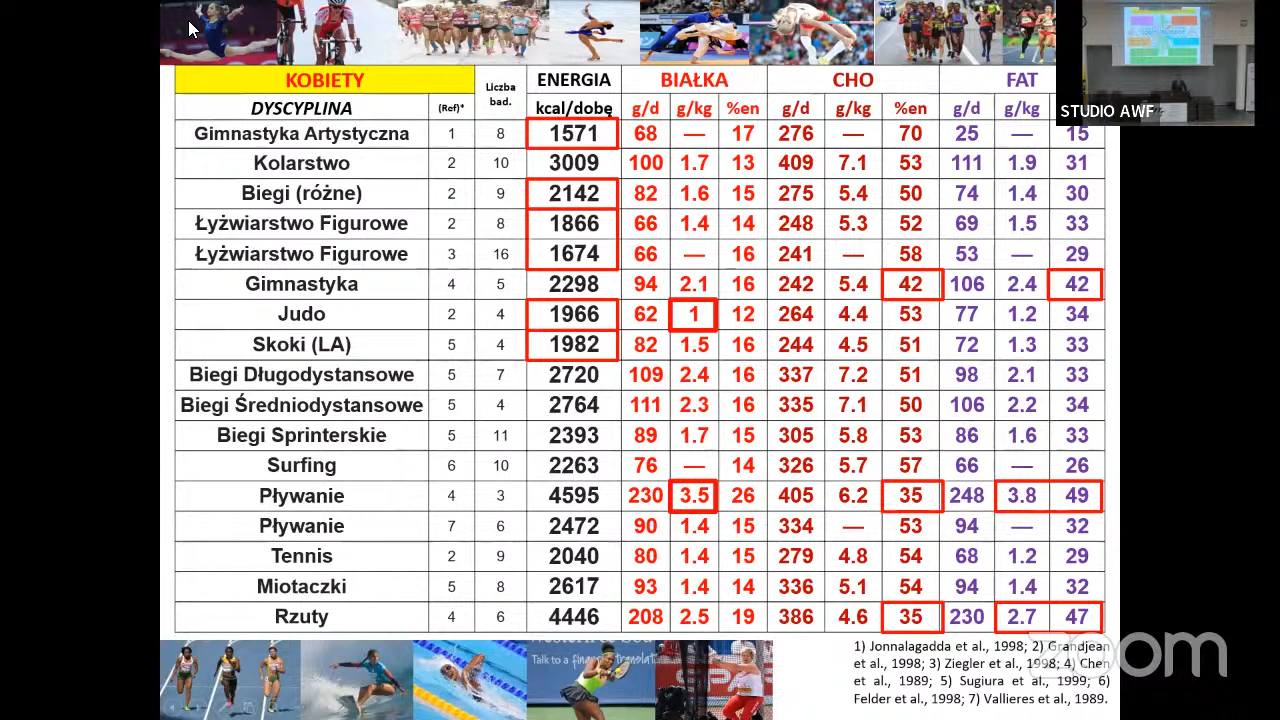 KOBIETY Liczba bad. ENERGIA BIAŁKA CHO FAT
DYSCYPLINA (Ref)* kcal/dobę g/d g/kg %en g/d g/kg %en g/d g/kg
STUDIO AWF
Gimnastyka Artystyczna 1 8 1571 68 — 17 276 — 70 25 — 15
Kolarstwo 2 10 3009 100 1.7 13 409 7.1 53 111 1.9 31
Biegi (różne) 2 9 2142 82 1.6 15 275 5.4 50 74 1.4 30
Łyżwiarstwo Figurowe 2 8 1866 66 1.4 14 248 5.3 52 69 1.5 33
Łyżwiarstwo Figurowe 3 16 1674 66 — 16 241 — 58 53 — 29
Gimnastyka 4 5 2298 94 2.1 16 242 5.4 42 106 2.4 42
Judo 2 4 1966 62 1 12 264 4.4 53 77 1.2 34
Skoki (LA) 5 4 1982 82 1.5 16 244 4.5 51 72 1.3 33
Biegi Długodystansowe 5 7 2720 109 2.4 16 337 7.2 51 98 2.1 33
Biegi Średniodystansowe 5 4 2764 111 2.3 16 335 7.1 50 106 2.2 34
Biegi Sprinterskie 5 11 2393 89 1.7 15 305 5.8 53 86 1.6 33
Surfing 6 10 2263 76 — 14 326 5.7 57 66 — 26
Pływanie 4 3 4595 230 3.5 26 405 6.2 35 248 3.8 49
Pływanie 7 6 2472 90 1.4 15 334 — 53 94 — 32
Tennis 2 9 2040 80 1.4 15 279 4.8 54 68 1.2 29
Miotaczki 5 8 2617 93 1.4 14 336 5.1 54 94 1.4 32
Rzuty 4 6 4446 208 2.5 19 386 4.6 35 230 2.7 47
Talk to a
1) Jonnalagadda et al., 1998; 2) Grandjean
et al., 1998; 3) Ziegler et al., 1998; 4) Chen
et al., 1989; 5) Sugiura et al., 1999; 6)
Felder et al., 1998; 7) Vallieres et al., 1989.
zoom